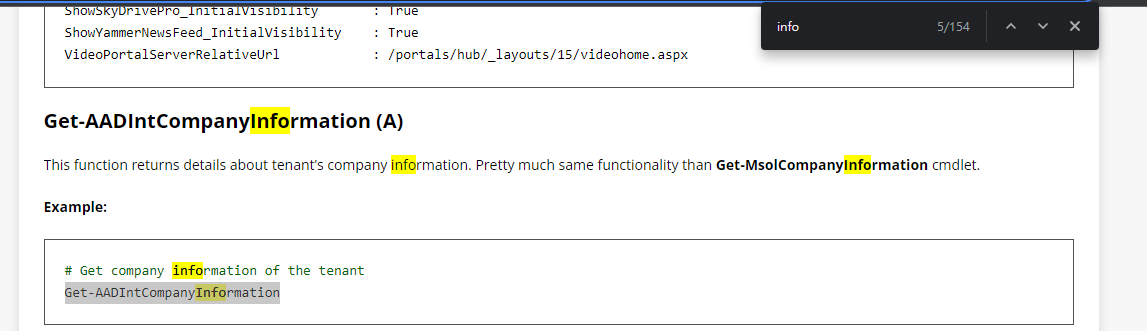 ShowSkyDrivePro_InitialVisibility : True
info 5/154
ShowYammerNewsFeed_InitialVisibility : True
VideoPortalServerRelativeUrl : /portals/hub/_layouts/15/videohome.aspx
Get-AADIntCompanyInformation (A)
This function returns details about tenant's company information. Pretty much same functionality than Get-MsolCompanyInformation cmdlet.
Example:
# Get company information of the tenant
Get-AADIntCompanyInformation